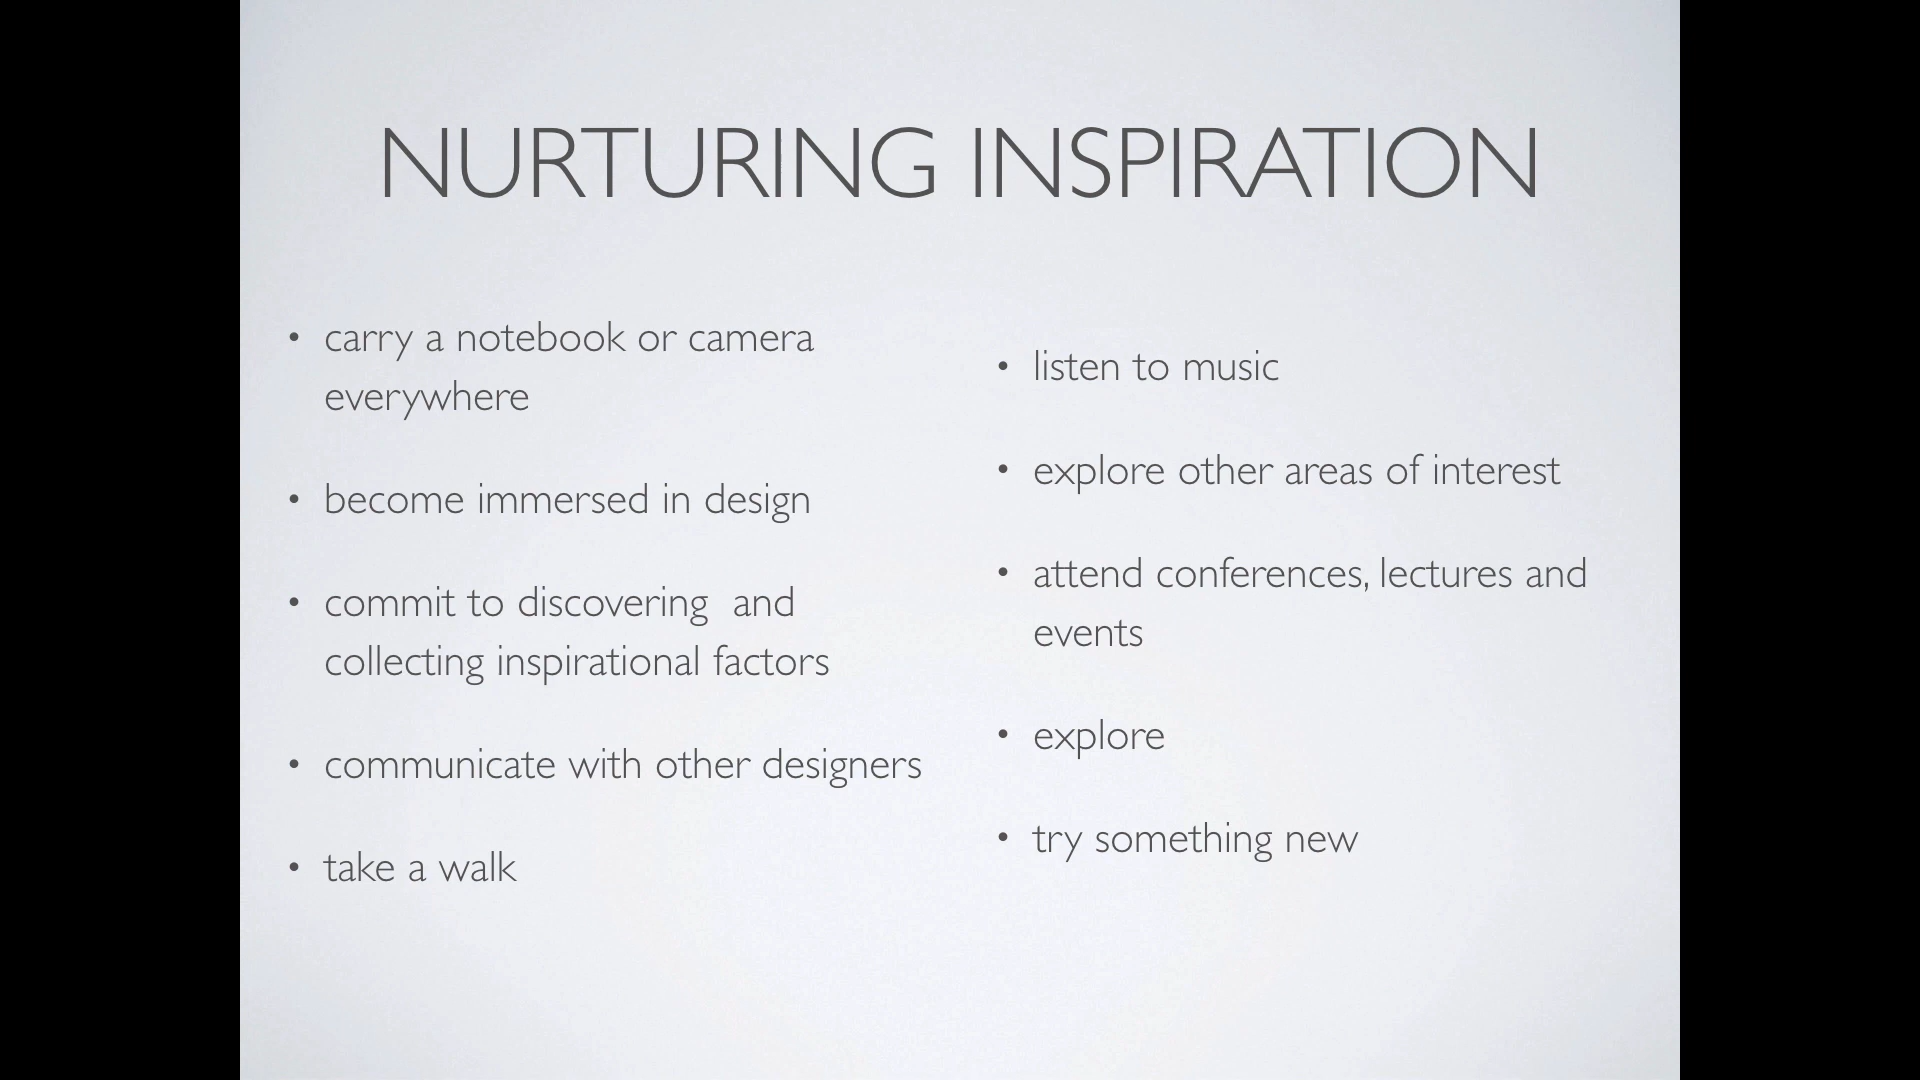 NURTURING INSPIRATION
• carry a notebook or camera
everywhere
• become immersed in design
• commit to discovering  and
collecting inspirational factors
• communicate with other designers
• take a walk
• listen to music
• explore other areas of interest
• attend conferences, lectures and
events
• explore
• try something new